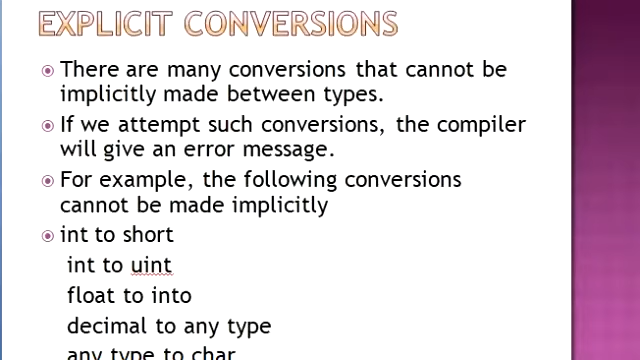 EXPLICIT CONVERSIONS
There are many conversions that cannot be
implicitly made between types.
If we attempt such conversions, the compiler
will give an error message.
For example, the following conversions
cannot be made implicitly
int to short
int to uint
float to into
decimal to any type
any type to char